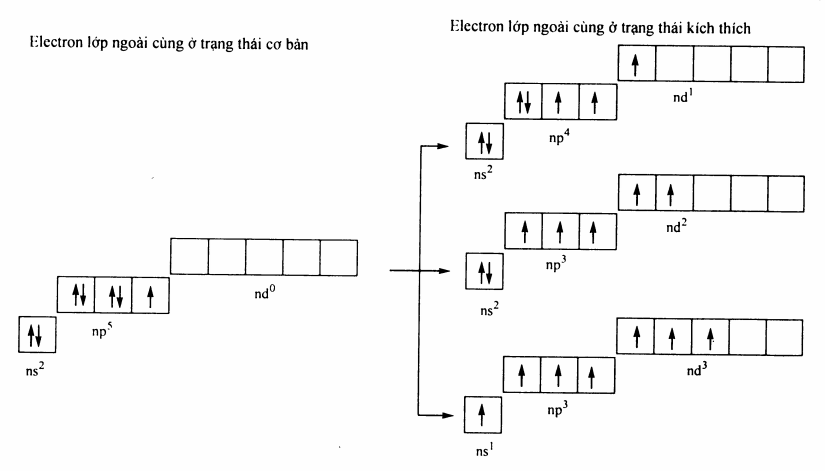 Electron lớp ngoài cùng ở trạng thái cơ bản
Electron lớp ngoài cùng ở trạng thái kích thích
nd¹
np⁴
ns²
nd²
np³
ns²
nd⁰
np⁵
ns²
nd³
np³
ns¹